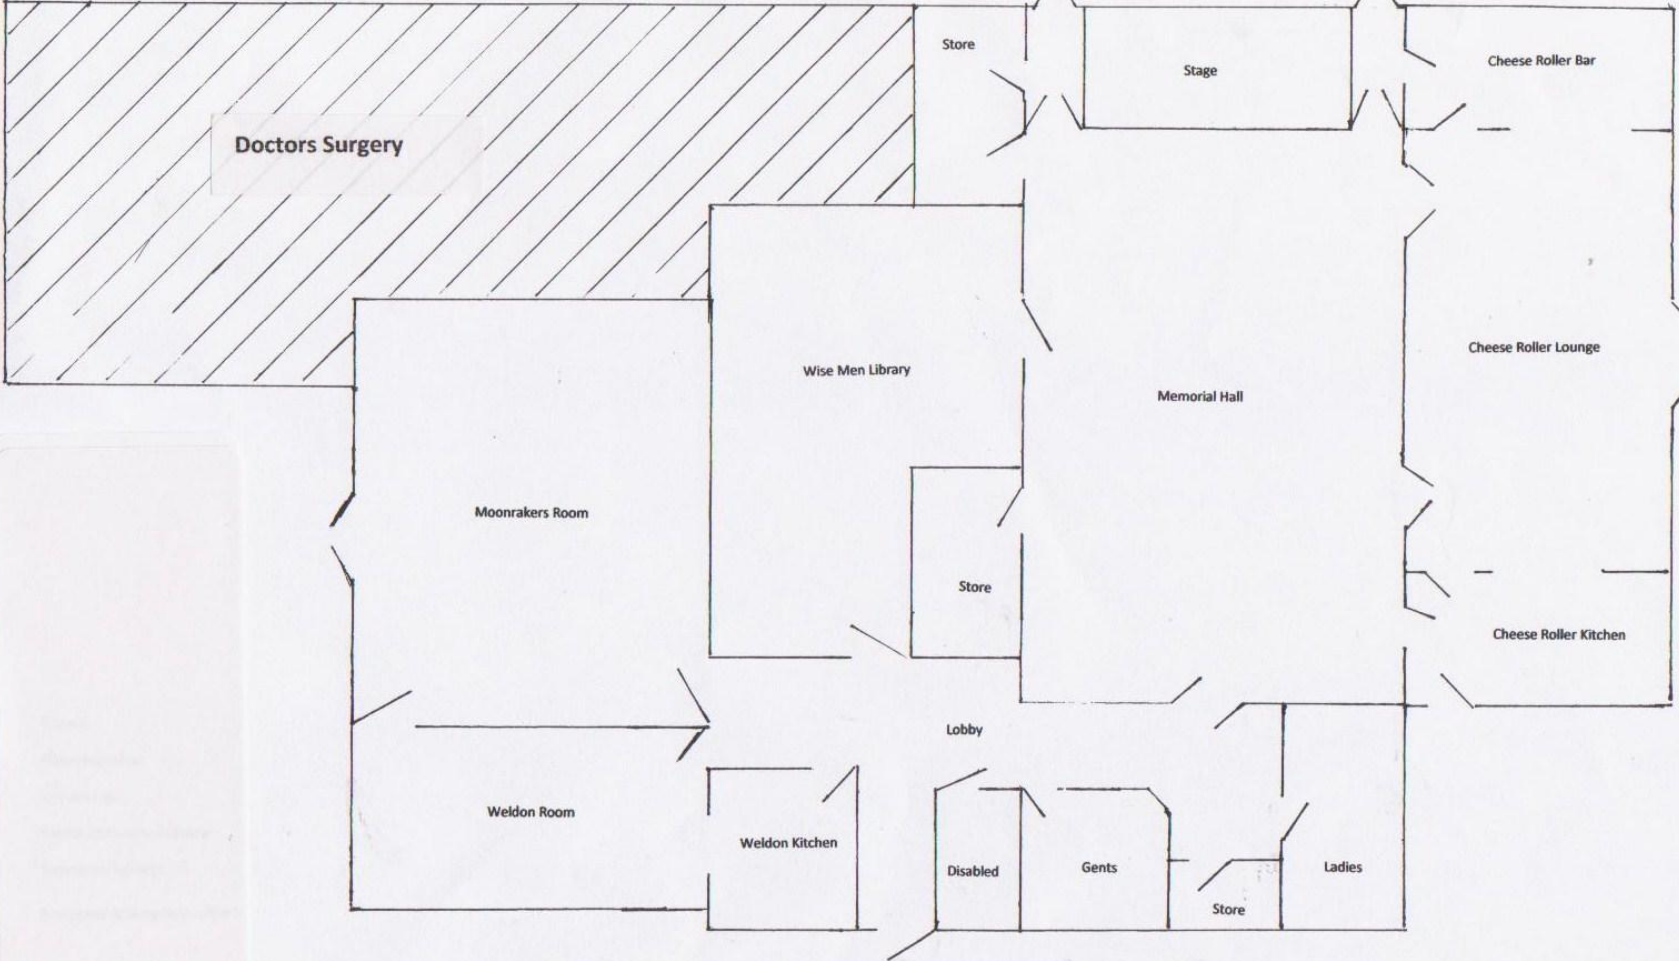 Store
Stage
Cheese Roller Bar
Doctors Surgery
Cheese Roller Lounge
Wise Men Library
Memorial Hall
Moonrakers Room
Store
Cheese Roller Kitchen
Lobby
Weldon Room
Weldon Kitchen
Disabled
Gents
Ladies
Store